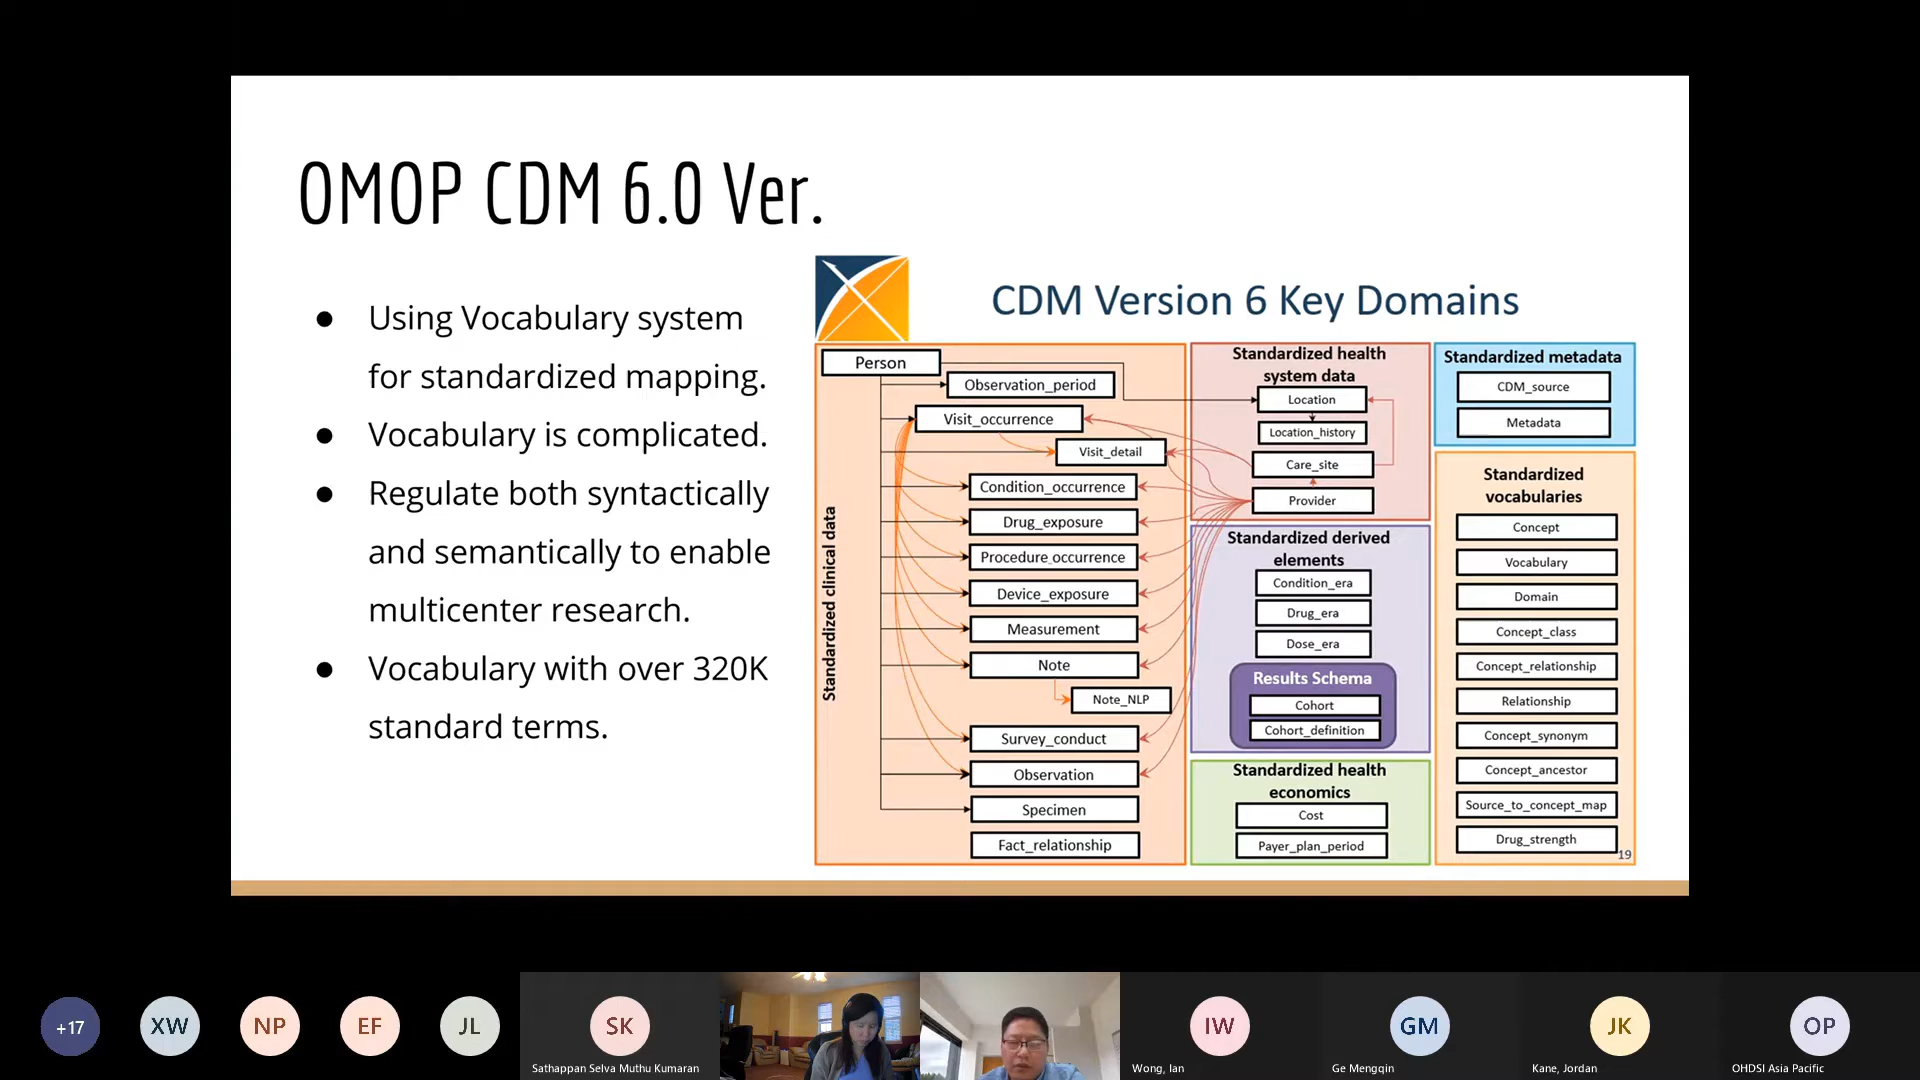 OMOP CDM 6.0 Ver.
Using Vocabulary system
for standardized mapping.
Vocabulary is complicated.
Regulate both syntactically
and semantically to enable
multicenter research.
Vocabulary with over 320K
standard terms.
CDM Version 6 Key Domains
Standardized clinical data
Person
Observation_period
Visit_occurrence
Visit_detail
Condition_occurrence
Drug_exposure
Procedure_occurrence
Device_exposure
Measurement
Note
Note_NLP
Survey_conduct
Observation
Specimen
Fact_relationship
Standardized health
system data
Location
Location_history
Care_site
Provider
Standardized derived
elements
Condition_era
Drug_era
Dose_era
Results Schema
Cohort
Cohort_definition
Standardized health
economics
Cost
Payer_plan_period
Standardized metadata
CDM_source
Metadata
Standardized
vocabularies
Concept
Vocabulary
Domain
Concept_class
Concept_relationship
Relationship
Concept_synonym
Concept_ancestor
Source_to_concept_map
Drug_strength
19
+17
XW
NP
EF
JL
SK
Sathappan Selva Muthu Kumaran
IW
Wong, Ian
GM
Ge Mengqin
JK
Kane, Jordan
OP
OHDSI Asia Pacific